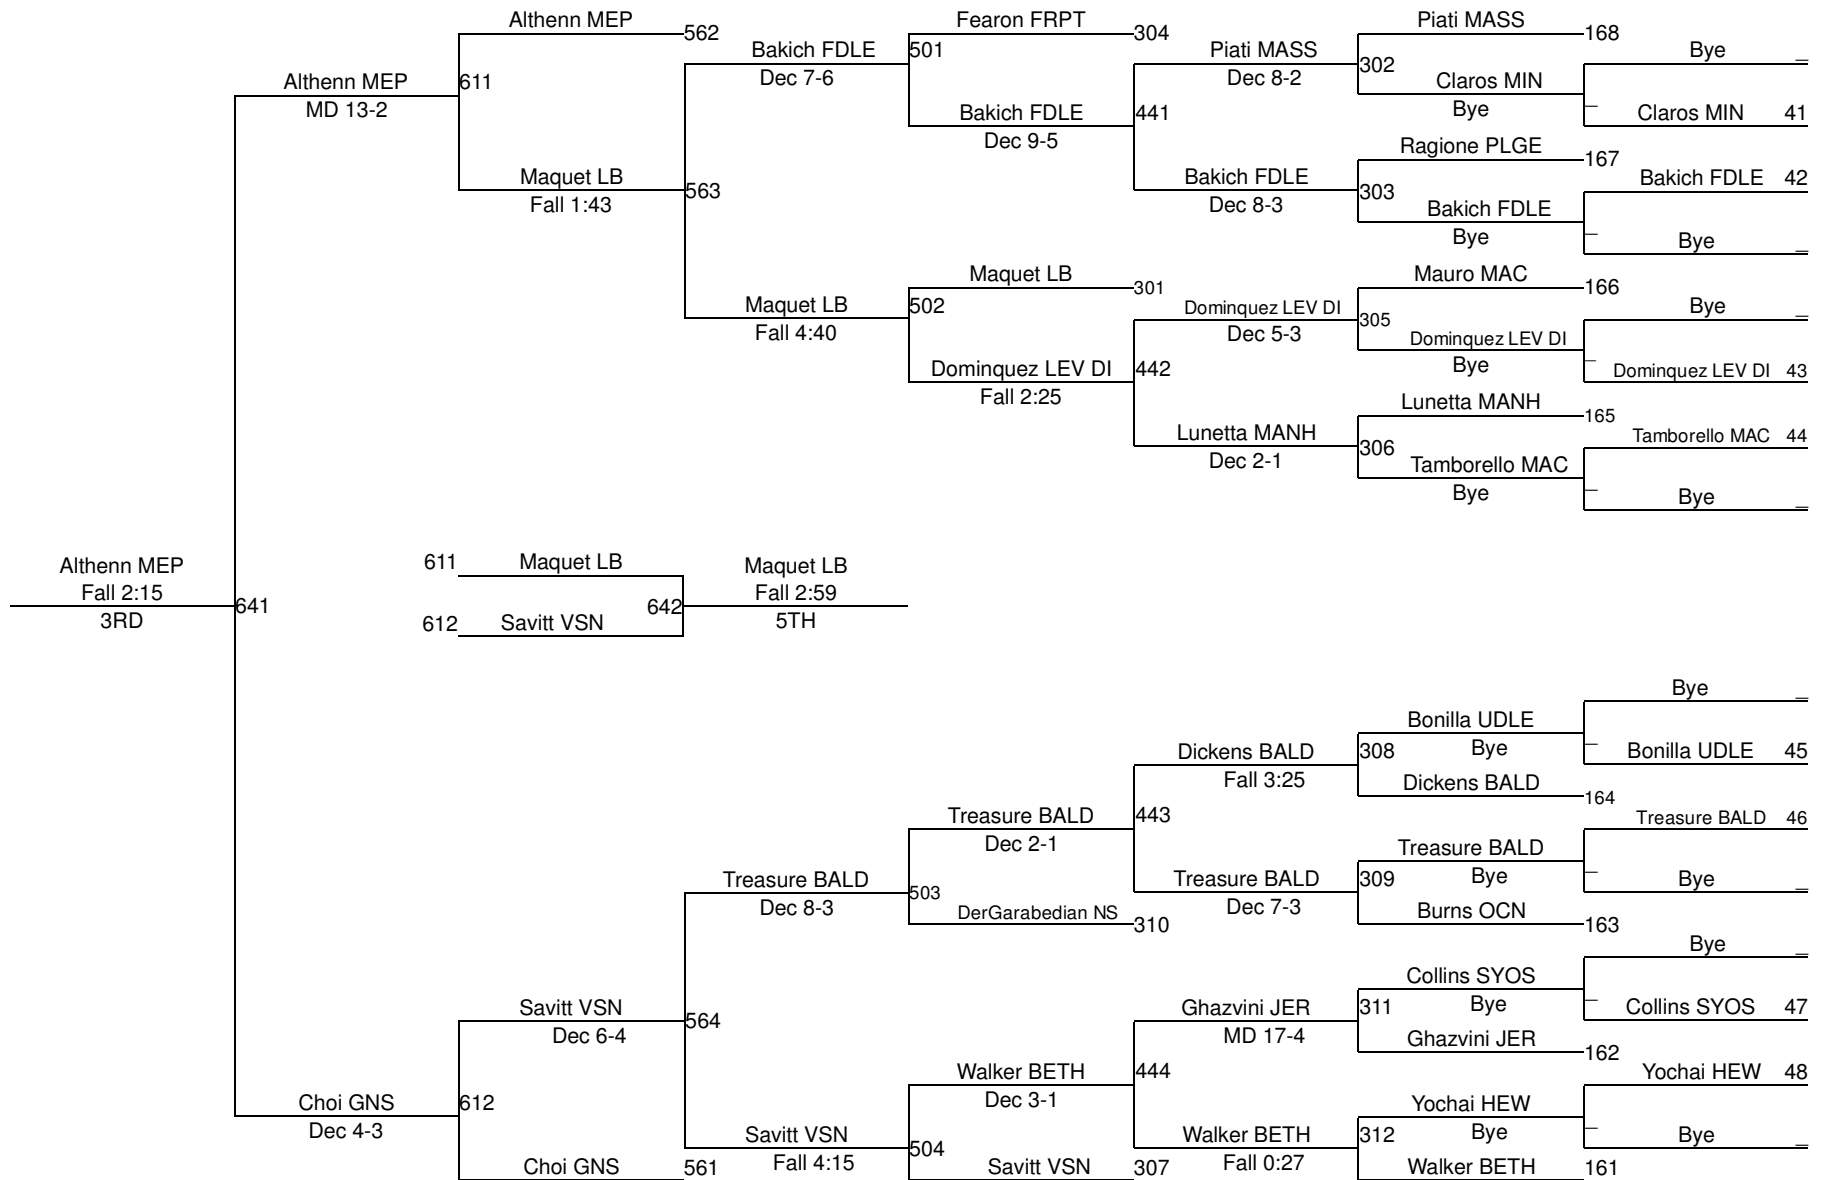 Althenn MEP
562
Fearon FRPT
304
Piati MASS
168
Bakich FDLE
501
Dec 7-6
Piati MASS
302
Dec 8-2
Bye
_
Althenn MEP
611
MD 13-2
Claros MIN
Bye
_
Claros MIN 41
Bakich FDLE
441
Dec 9-5
Ragione PLGE
167
Maquet LB
563
Fall 1:43
Bakich FDLE
303
Dec 8-3
Bakich FDLE 42
Bakich FDLE
Bye
_
Bye
_
Maquet LB
301
Mauro MAC
166
Maquet LB
502
Fall 4:40
Dominquez LEV DI
305
Dec 5-3
Bye
_
Dominquez LEV DI
Bye
_
Dominquez LEV DI 43
Dominquez LEV DI
442
Fall 2:25
Lunetta MANH
165
Lunetta MANH
306
Dec 2-1
Tamborello MAC 44
Tamborello MAC
Bye
_
Bye
_
Althenn MEP
Fall 2:15
641
3RD
611
Maquet LB
642
612
Savitt VSN
Maquet LB
Fall 2:59
5TH
Bye
_
Bonilla UDLE
Bye
_
Bonilla UDLE 45
Dickens BALD
308
Fall 3:25
Dickens BALD
164
Treasure BALD
443
Dec 2-1
Treasure BALD 46
Treasure BALD
Bye
_
Treasure BALD
503
Dec 8-3
Treasure BALD
309
Dec 7-3
Bye
_
DerGarabedian NS
310
Burns OCN
163
Bye
_
Collins SYOS
Bye
_
Collins SYOS 47
Savitt VSN
564
Dec 6-4
Ghazvini JER
311
MD 17-4
Ghazvini JER
162
Walker BETH
444
Dec 3-1
Yochai HEW 48
Choi GNS
612
Dec 4-3
Yochai HEW
Bye
_
Savitt VSN
504
Fall 4:15
Walker BETH
312
Fall 0:27
Bye
_
Choi GNS
561
Savitt VSN
307
Walker BETH
161